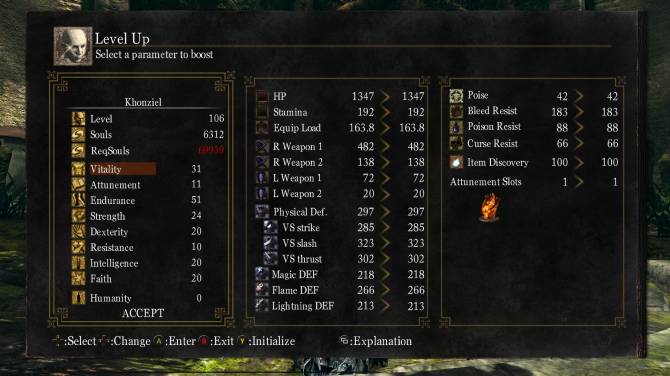 Level Up
Select a parameter to boost
Khonziel
Level 106
Souls 6312
ReqSouls 69939
Vitality 31
Attunement 11
Endurance 51
Strength 24
Dexterity 20
Resistance 10
Intelligence 20
Faith 20
Humanity 0
ACCEPT
HP 1347 1347
Stamina 192 192
Equip Load 163.8 163.8
R Weapon 1 482 482
R Weapon 2 138 138
L Weapon 1 72 72
L Weapon 2 20 20
Physical Def. 297 297
VS strike 285 285
VS slash 323 323
VS thrust 302 302
Magic DEF 218 218
Flame DEF 266 266
Lightning DEF 213 213
Poise 42 42
Bleed Resist 183 183
Poison Resist 88 88
Curse Resist 66 66
Item Discovery 100 100
Attunement Slots 1 1
:Select :Change A :Enter B :Exit Y :Initialize :Explanation